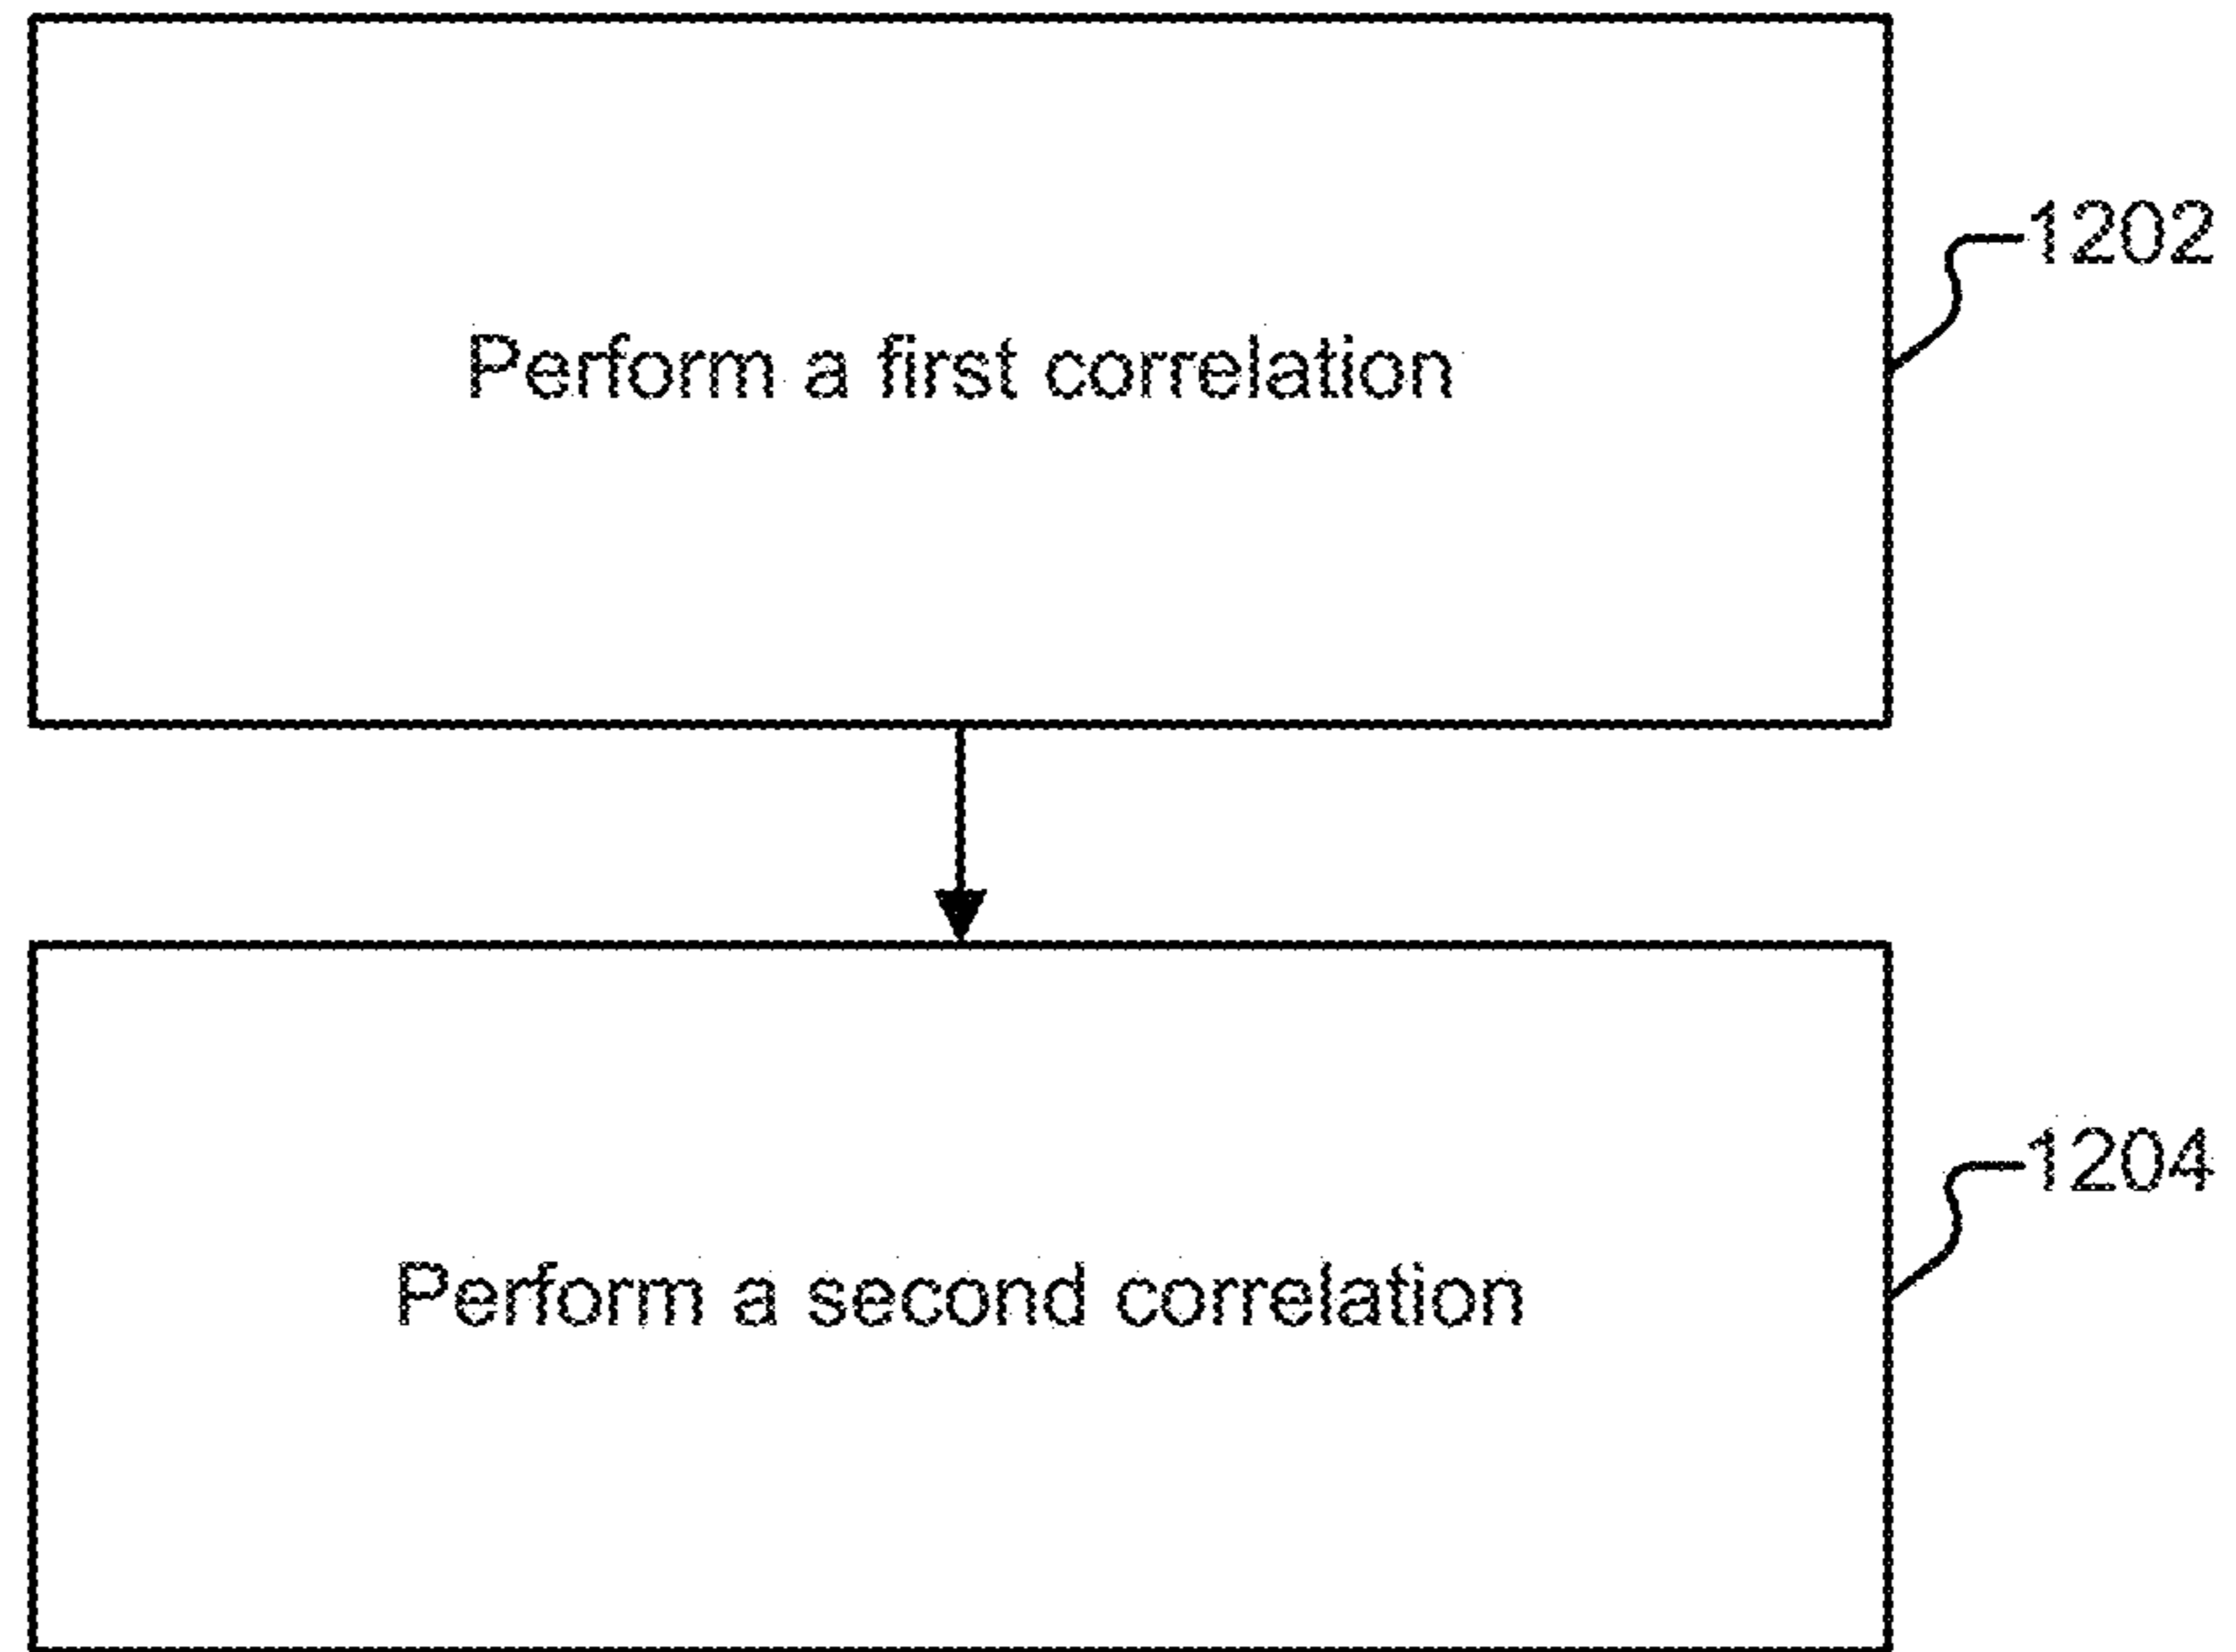 1202
Perform a first correlation
1204
Perform a second correlation